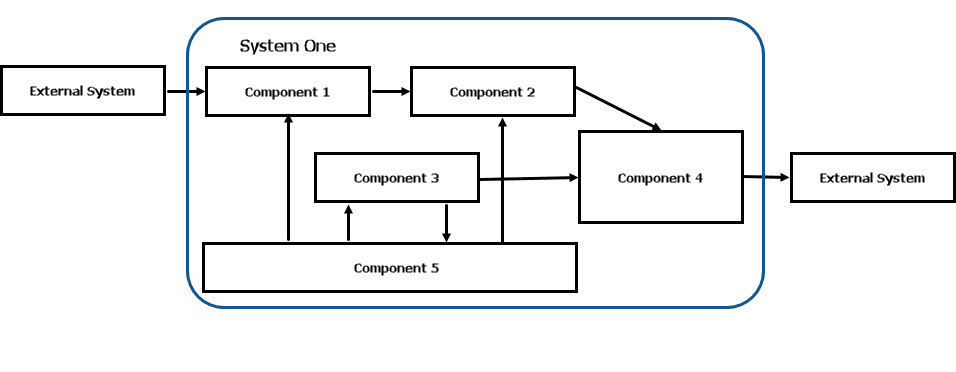 System One
External System
Component 1
Component 2
Component 3
Component 4
External System
Component 5